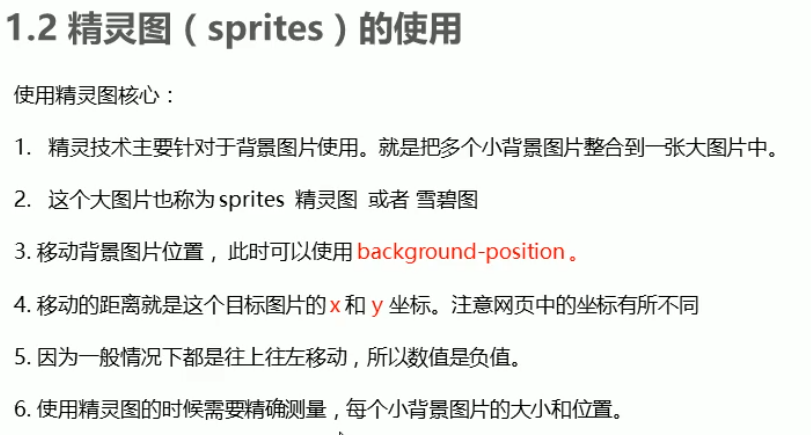 1.2 精灵图（sprites）的使用
使用精灵图核心：
1. 精灵技术主要针对于背景图片使用。就是把多个小背景图片整合到一张大图片中。
2. 这个大图片也称为 sprites 精灵图 或者 雪碧图
3. 移动背景图片位置， 此时可以使用 background-position 。
4. 移动的距离就是这个目标图片的 x 和 y 坐标。注意网页中的坐标有所不同
5. 因为一般情况下都是往上往左移动，所以数值是负值。
6. 使用精灵图的时候需要精确测量，每个小背景图片的大小和位置。